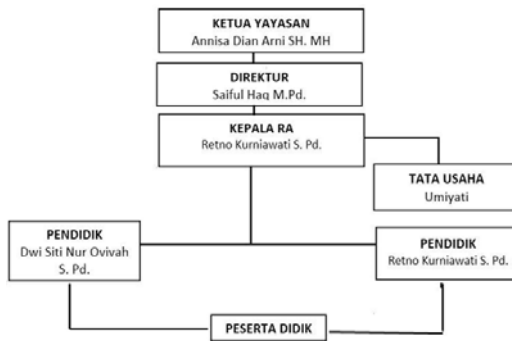 KETUA YAYASAN
Annisa Dian Arni SH. MH
DIREKTUR
Saiful Haq M.Pd.
KEPALA RA
Retno Kurniawati S. Pd.
TATA USAHA
Umiyati
PENDIDIK
Dwi Siti Nur Ovivah
S. Pd.
PENDIDIK
Retno Kurniawati S. Pd.
PESERTA DIDIK